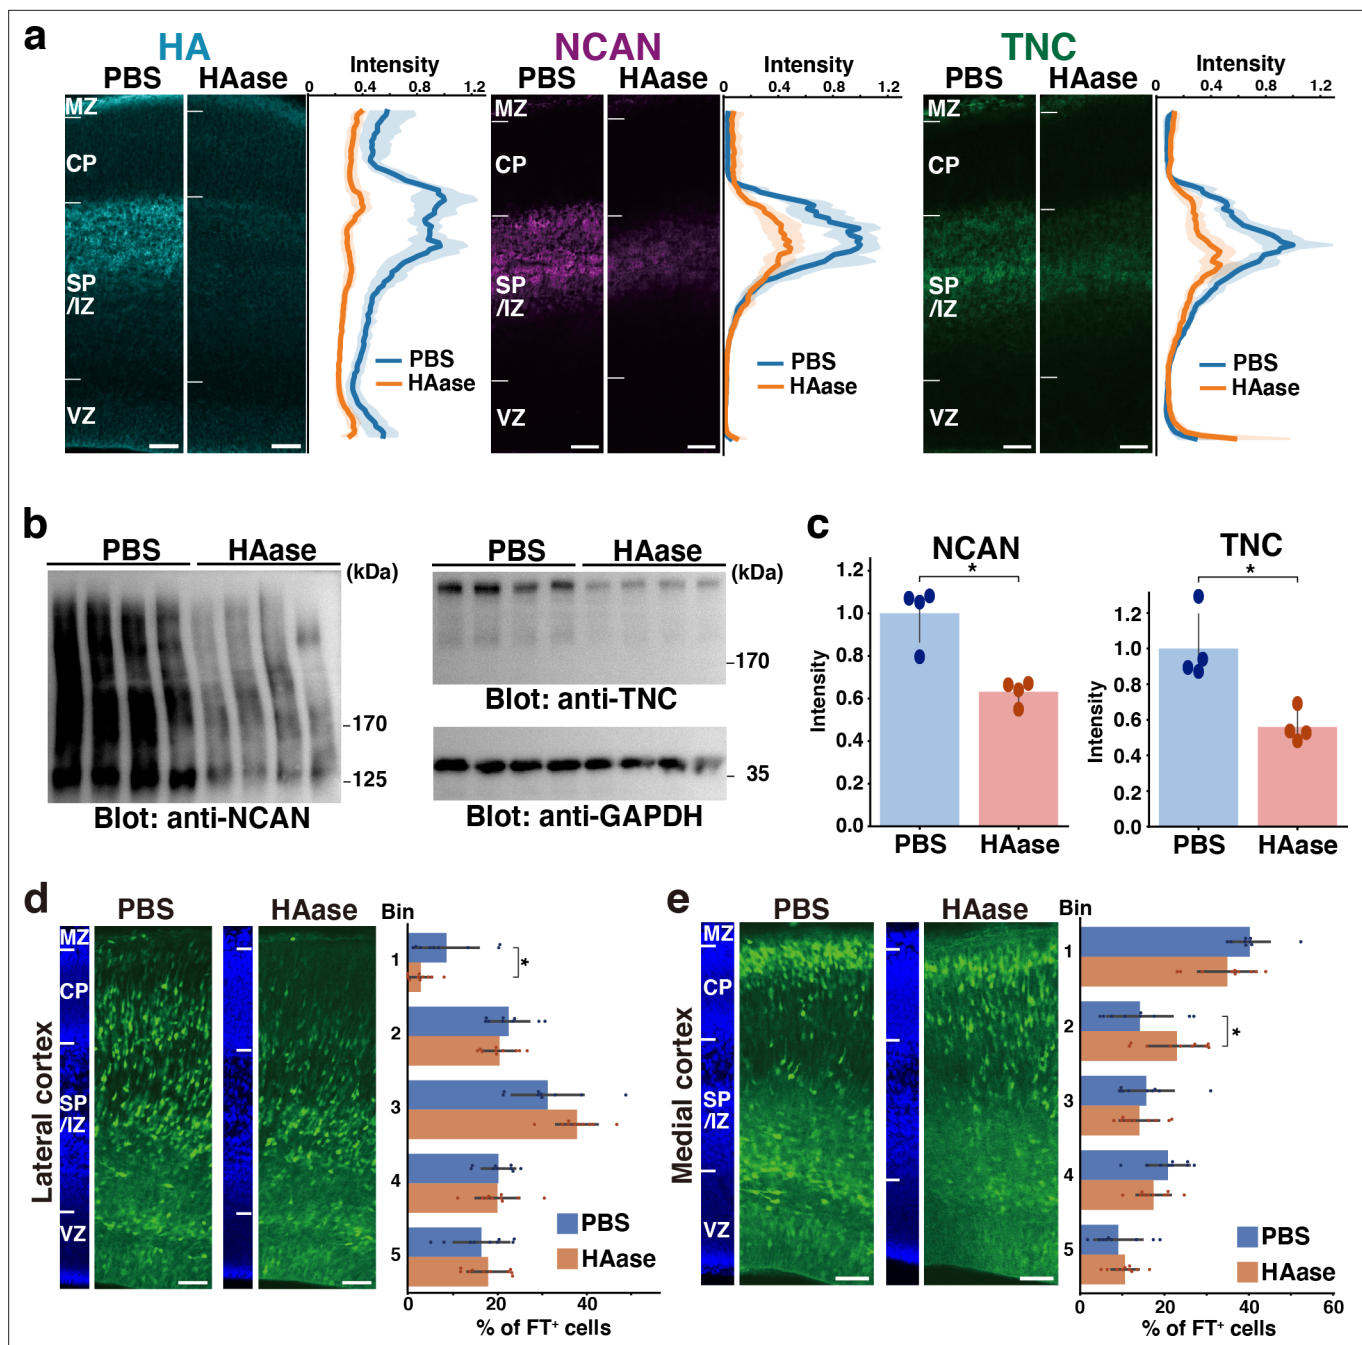 a
HA
NCAN
TNC
PBS HAase
Intensity
0 0.4 0.8 1.2
MZ
CP
SP
/IZ
VZ
PBS
HAase
PBS HAase
Intensity
0 0.4 0.8 1.2
MZ
CP
SP
/IZ
VZ
PBS
HAase
PBS HAase
Intensity
0 0.4 0.8 1.2
MZ
CP
SP
/IZ
VZ
PBS
HAase
b
PBS HAase
(kDa)
-170
-125
Blot: anti-NCAN
PBS HAase
(kDa)
-170
Blot: anti-TNC
- 35
Blot: anti-GAPDH
c
NCAN
*
1.2
1.0
0.8
0.6
0.4
0.2
0.0
Intensity
PBS HAase
TNC
*
1.2
1.0
0.8
0.6
0.4
0.2
0.0
Intensity
PBS HAase
d
PBS HAase
Bin
Lateral cortex
MZ
CP
SP
/IZ
VZ
1
*
2
3
4
5
PBS
HAase
0 20 40
% of FT⁺ cells
e
PBS HAase
Bin
Medial cortex
MZ
CP
SP
/IZ
VZ
1
2
*
3
4
5
PBS
HAase
0 20 40 60
% of FT⁺ cells